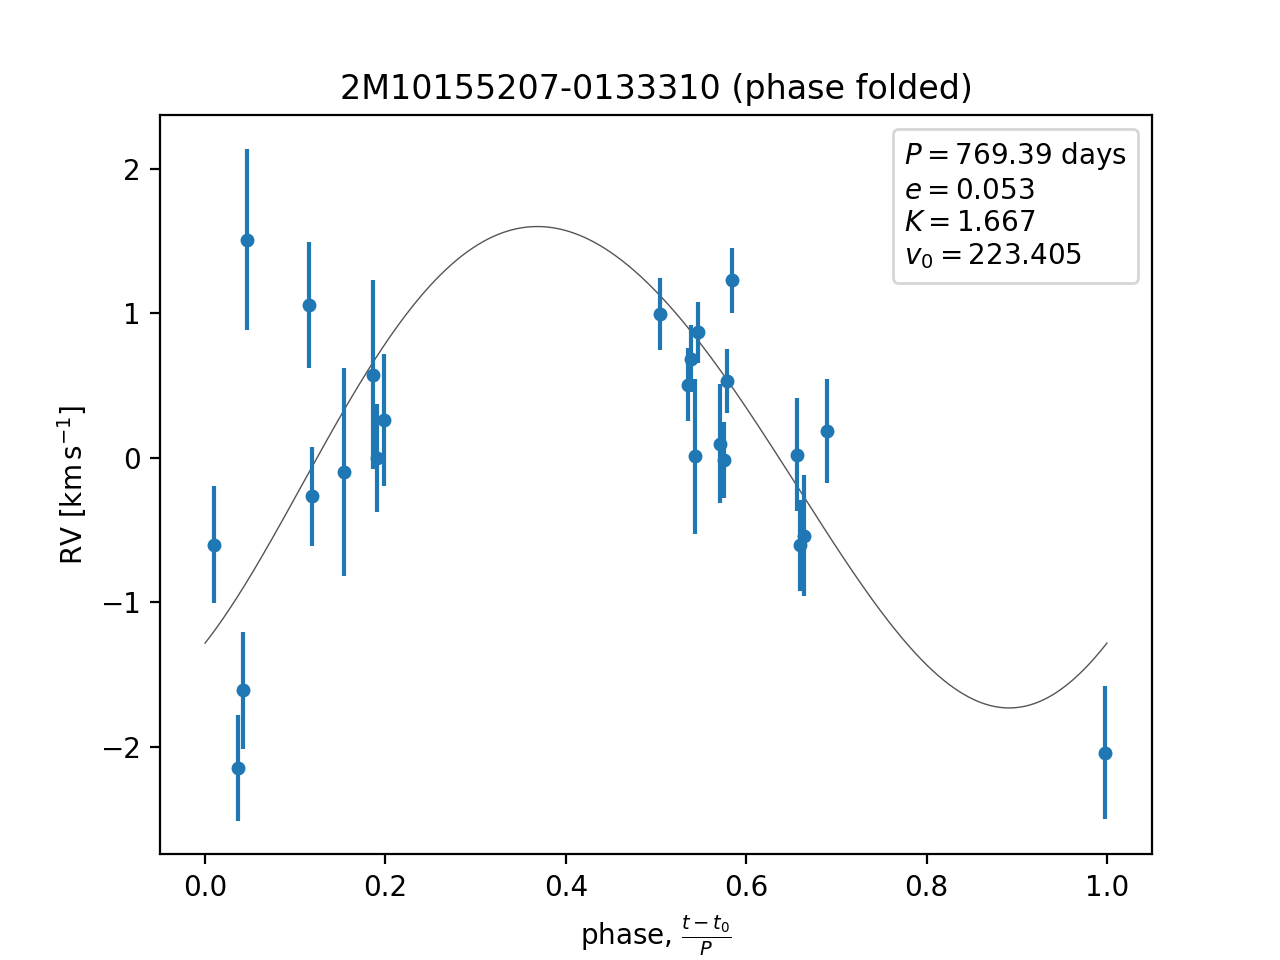 2M10155207-0133310 (phase folded)
P = 769.39 days
e = 0.053
K = 1.667
v₀ = 223.405
2
1
0
−1
−2
RV [km s⁻¹]
0.0 0.2 0.4 0.6 0.8 1.0
phase, (t − t₀)/P